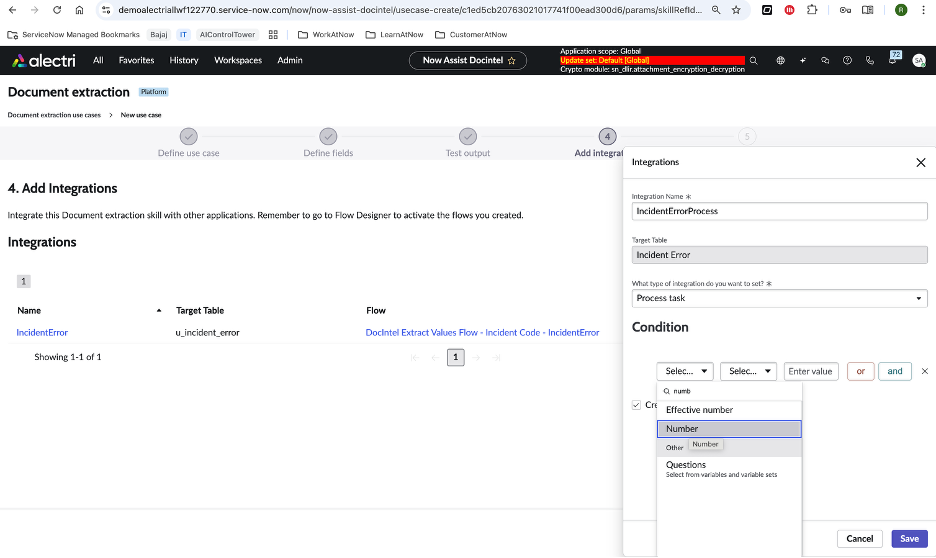 demoalectriallwf122770.service-now.com/now/now-assist-docintel/usecase-create/c1ed5cb20763021017741f00ead300d6/params/skillRefId...
R
ServiceNow Managed Bookmarks
Bajaj
IT
AIControlTower
WorkAtNow
LearnAtNow
CustomerAtNow
alectri
All
Favorites
History
Workspaces
Admin
Now Assist Docintel
Application scope: Global
Update set: Default [Global]
Crypto module: sn_dlir.attachment_encryption_decryption
72
SA
Document extraction
Platform
Document extraction use cases > New use case
Define use case
Define fields
Test output
4
Add integrat
5
4. Add Integrations
Integrate this Document extraction skill with other applications. Remember to go to Flow Designer to activate the flows you created.
Integrations
1
Name
Target Table
Flow
IncidentError
u_incident_error
DocIntel Extract Values Flow - Incident Code - IncidentError
Showing 1-1 of 1
1
Integrations
Integration Name *
IncidentErrorProcess
Target Table
Incident Error
What type of integration do you want to set? *
Process task
Condition
Selec...
Selec...
Enter value
or
and
numb
Cre
Effective number
Number
Other
Number
Questions
Select from variables and variable sets
Cancel
Save